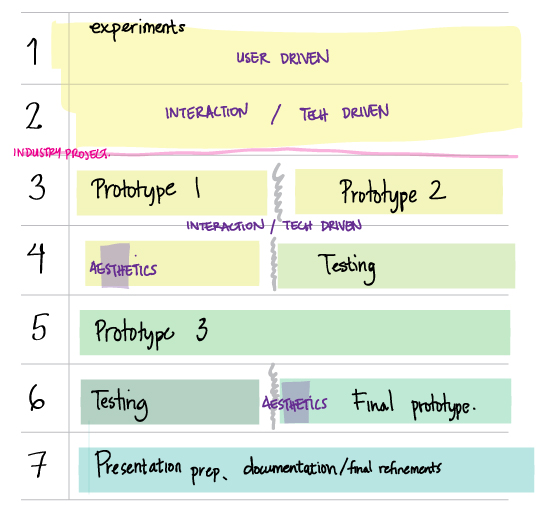 experiments
1 USER DRIVEN
2 INTERACTION / TECH DRIVEN
INDUSTRY PROJECT.
3 Prototype 1 Prototype 2
INTERACTION / TECH DRIVEN
4 AESTHETICS Testing
5 Prototype 3
6 Testing AESTHETICS Final prototype.
7 Presentation prep, documentation/final refinements